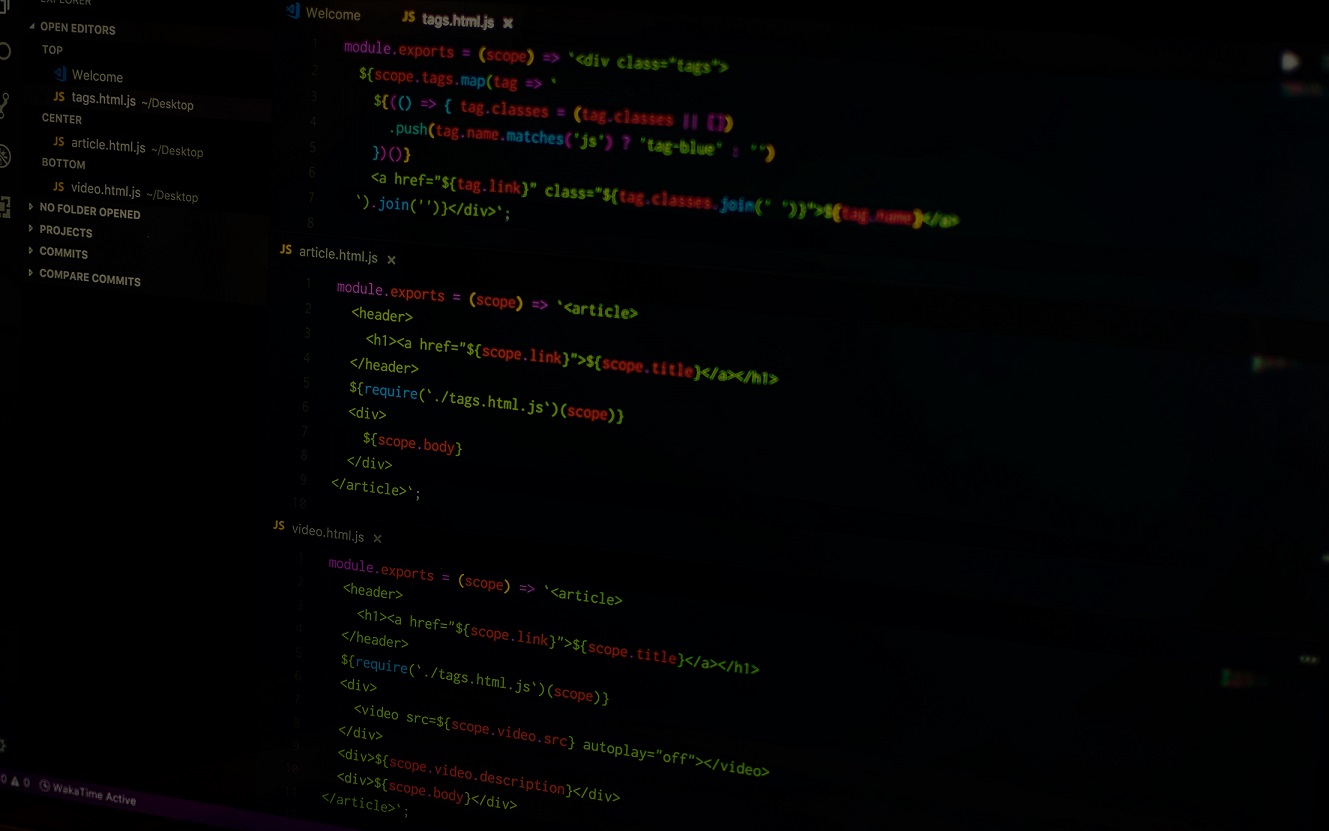 EXPLORER
OPEN EDITORS
TOP
Welcome
JS tags.html.js ~/Desktop
CENTER
JS article.html.js ~/Desktop
BOTTOM
JS video.html.js ~/Desktop
NO FOLDER OPENED
PROJECTS
COMMITS
COMPARE COMMITS
0 0 WakaTime Active
Welcome JS tags.html.js ×
1 module.exports = (scope) => `<div class="tags">
2 ${scope.tags.map(tag => `
3 ${(() => { tag.classes = (tag.classes || [])
4 .push(tag.name.matches('js') ? 'tag-blue' : '')
5 })()}
6 <a href="${tag.link}" class="${tag.classes.join(" ")}">${tag.name}</a>
7 `).join('')}</div>`;
8
JS article.html.js ×
1 module.exports = (scope) => `<article>
2 <header>
3 <h1><a href="${scope.link}">${scope.title}</a></h1>
4 </header>
5 ${require(`./tags.html.js`)(scope)}
6 <div>
7 ${scope.body}
8 </div>
9 </article>`;
10
JS video.html.js ×
1 module.exports = (scope) => `<article>
2 <header>
3 <h1><a href="${scope.link}">${scope.title}</a></h1>
4 </header>
5 ${require(`./tags.html.js`)(scope)}
6 <div>
7 <video src=${scope.video.src} autoplay="off"></video>
</div>
9 <div>${scope.video.description}</div>
10 <div>${scope.body}</div>
11 </article>`;